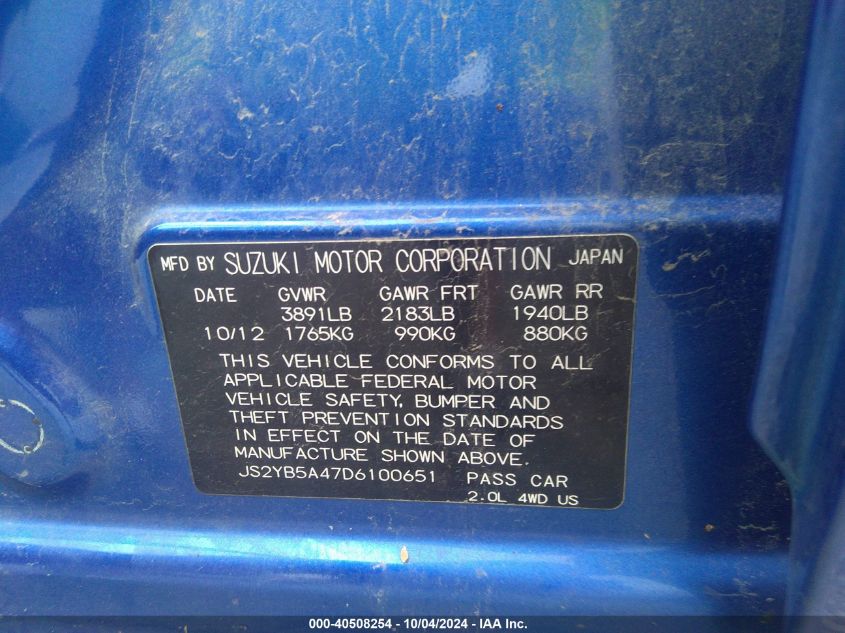 MFD BY SUZUKI MOTOR CORPORATION JAPAN
DATE GVWR GAWR FRT GAWR RR
3891LB 2183LB 1940LB
10/12 1765KG 990KG 880KG
THIS VEHICLE CONFORMS TO ALL
APPLICABLE FEDERAL MOTOR
VEHICLE SAFETY, BUMPER AND
THEFT PREVENTION STANDARDS
IN EFFECT ON THE DATE OF
MANUFACTURE SHOWN ABOVE.
JS2YB5A47D6100651 PASS CAR
2.0L 4WD US
000-40508254 - 10/04/2024 - IAA Inc.